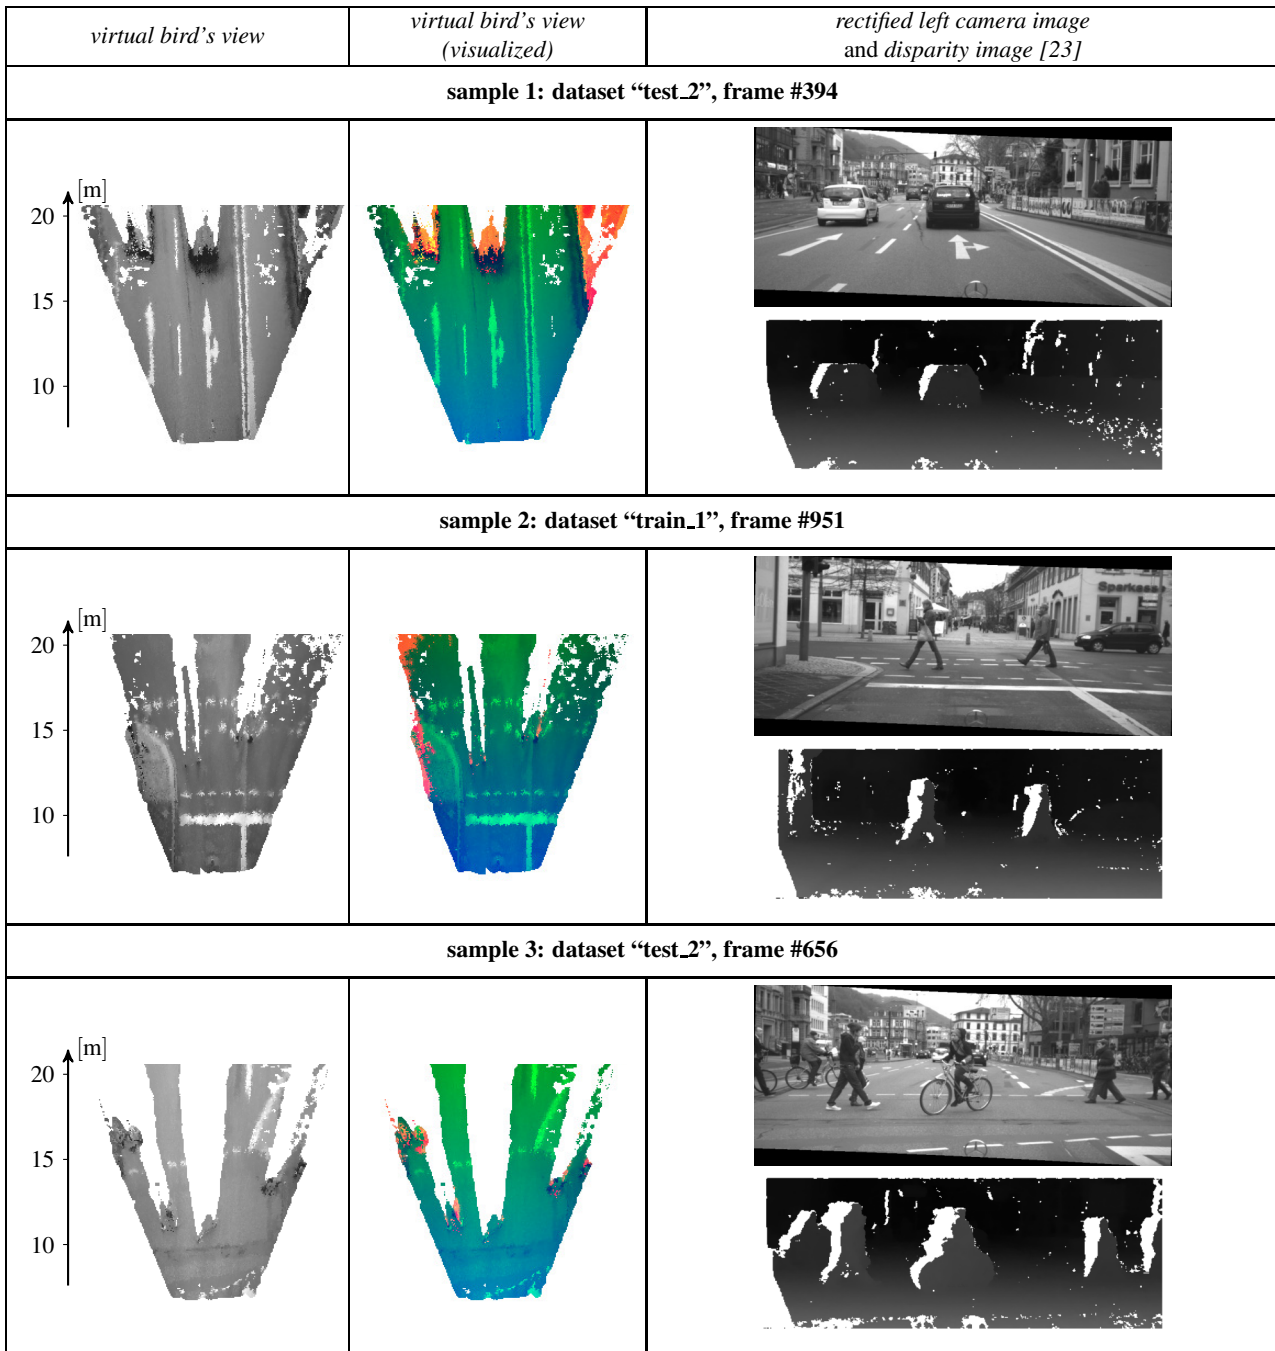 virtual bird's view
virtual bird's view
(visualized)
rectified left camera image
and disparity image [23]
sample 1: dataset “test_2”, frame #394
[m]
20
15
10
sample 2: dataset “train_1”, frame #951
[m]
20
15
10
Sparkasse
sample 3: dataset “test_2”, frame #656
[m]
20
15
10